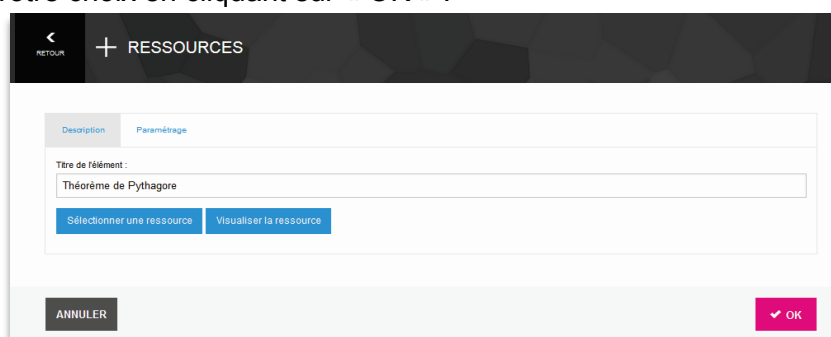 votre choix en cliquant sur « OK » .
RETOUR
RESSOURCES
Description Paramétrage
Titre de l'élément :
Théorème de Pythagore
Sélectionner une ressource Visualiser la ressource
ANNULER
OK